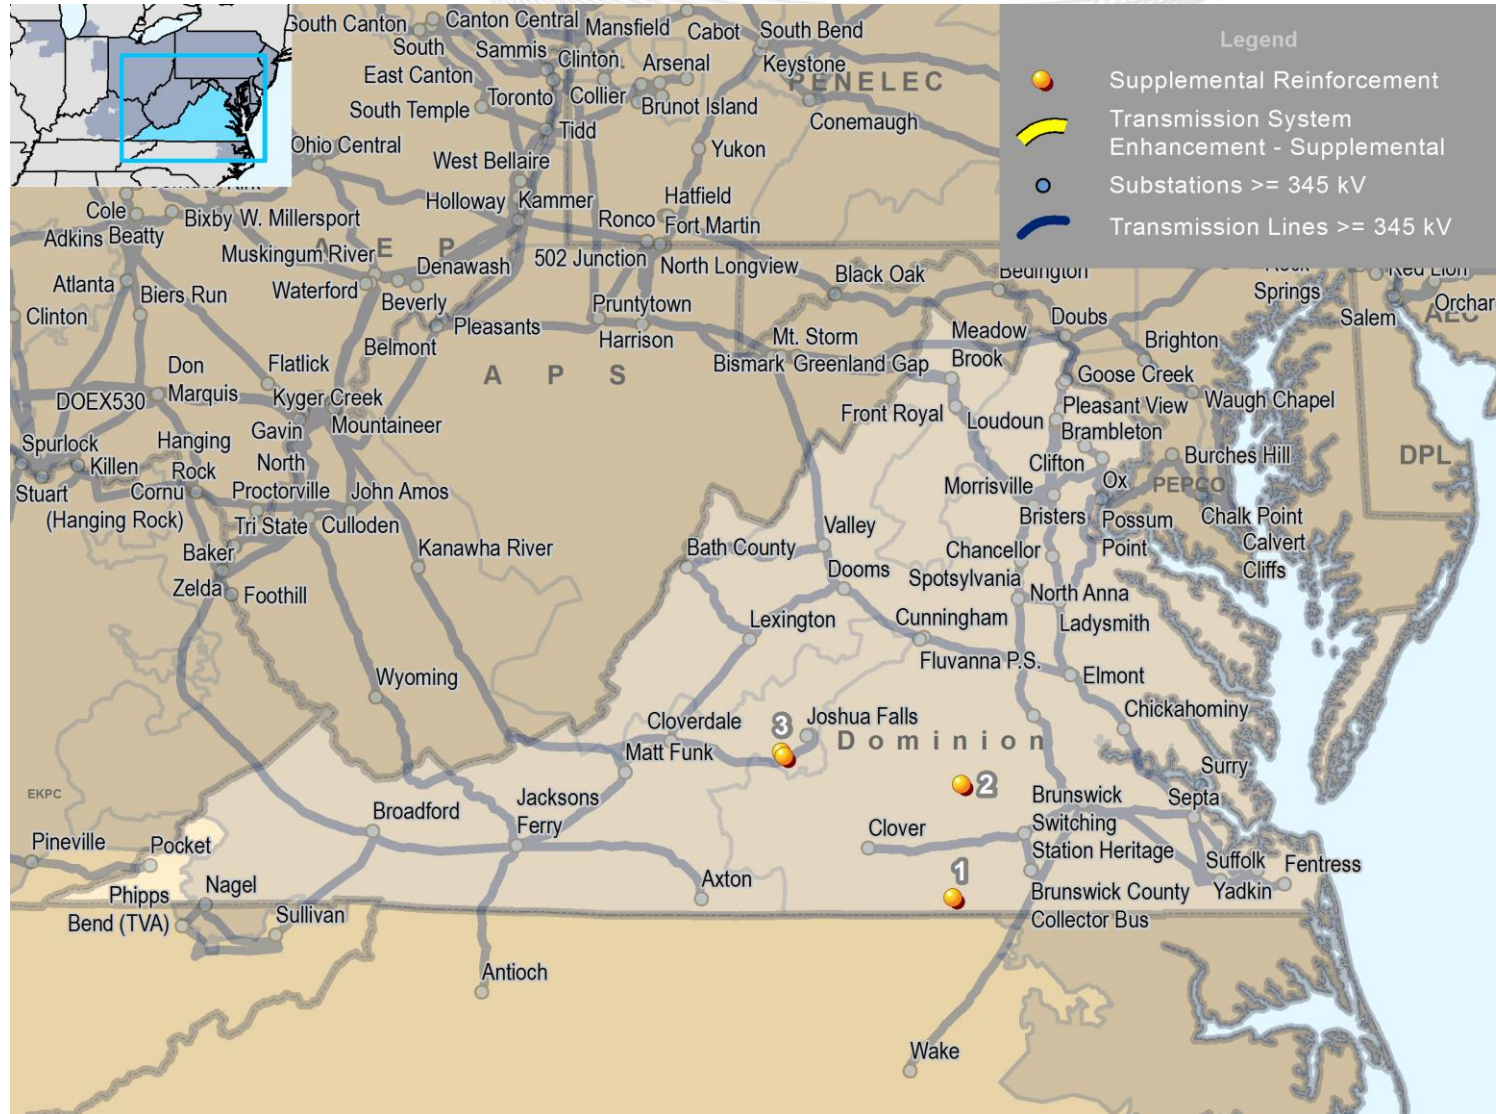 South Canton
Canton Central
Mansfield
Cabot
South Bend
South
Sammis
Clinton
Arsenal
Keystone
East Canton
PENELEC
South Temple
Toronto
Collier
Brunot Island
Conemaugh
Tidd
Ohio Central
Yukon
West Bellaire
Legend
Supplemental Reinforcement
Transmission System
Enhancement - Supplemental
Substations >= 345 kV
Transmission Lines >= 345 kV
Holloway
Kammer
Hatfield
Cole
Bixby
W. Millersport
Ronco
Fort Martin
Adkins
Beatty
AEP
Muskingum River
502 Junction
North Longview
Denawash
Black Oak
Bedington
Atlanta
Biers Run
Waterford
Beverly
Pruntytown
Springs
Red Lion
Orchar
Clinton
Pleasants
Harrison
Mt. Storm
Meadow
Brook
Doubs
Salem
AEC
Belmont
Bismark
Greenland Gap
Brighton
Don
Marquis
Flatlick
APS
Goose Creek
Waugh Chapel
DOEX530
Kyger Creek
Front Royal
Loudoun
Pleasant View
Gavin
Mountaineer
Brambleton
Spurlock
Killen
Hanging
Rock
North
Proctorville
Clifton
Burches Hill
DPL
Stuart
Cornu
(Hanging Rock)
John Amos
Morrisville
Ox
PEPCO
Tri State
Culloden
Bristers
Possum
Point
Chalk Point
Calvert
Cliffs
Baker
Kanawha River
Bath County
Valley
Chancellor
Zelda
Foothill
Dooms
Spotsylvania
North Anna
Lexington
Cunningham
Ladysmith
Fluvanna P.S.
Elmont
Wyoming
Cloverdale
3
Joshua Falls
Chickahominy
Matt Funk
Dominion
Surry
EKPC
2
Broadford
Jacksons
Ferry
Brunswick
Switching
Station
Heritage
Septa
Clover
Pineville
Pocket
Suffolk
Fentress
Phipps
Bend (TVA)
Nagel
Axton
1
Brunswick County
Collector Bus
Yadkin
Sullivan
Antioch
Wake